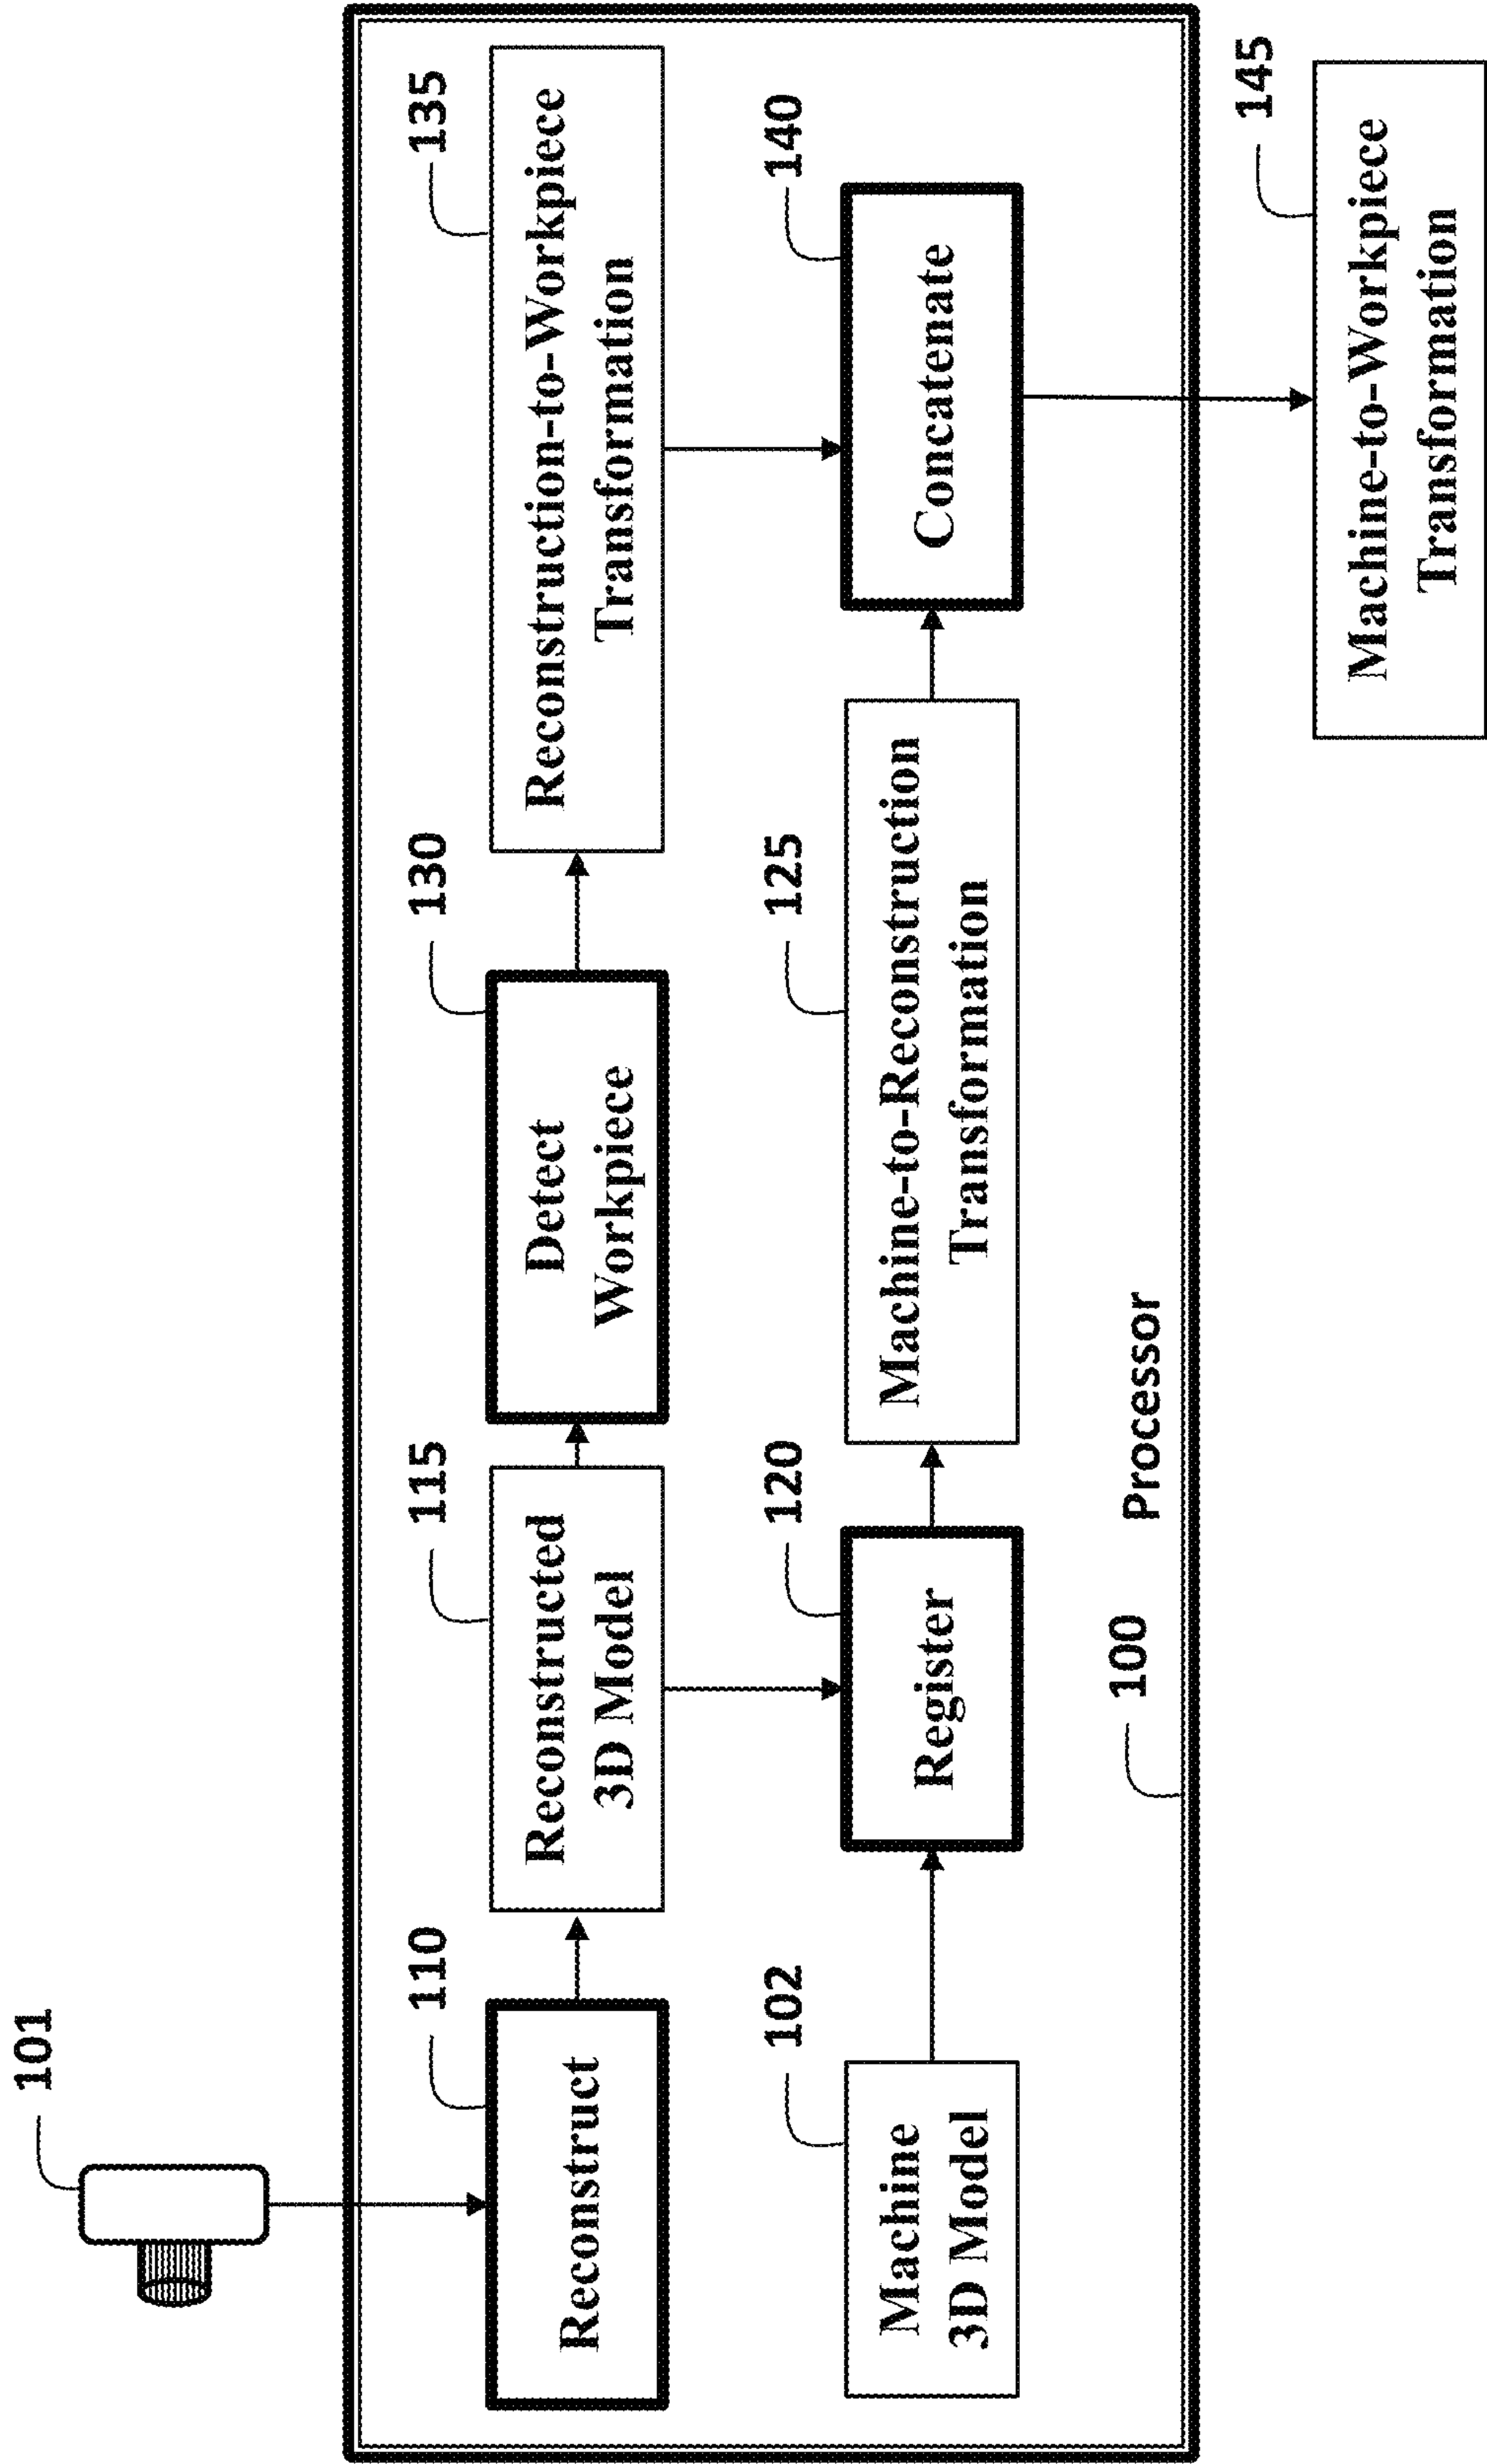 101
110
Reconstruct
115
Reconstructed
3D Model
130
Detect
Workpiece
135
Reconstruction-to-Workpiece
Transformation
102
Machine
3D Model
120
Register
125
Machine-to-Reconstruction
Transformation
140
Concatenate
100
Processor
145
Machine-to-Workpiece
Transformation